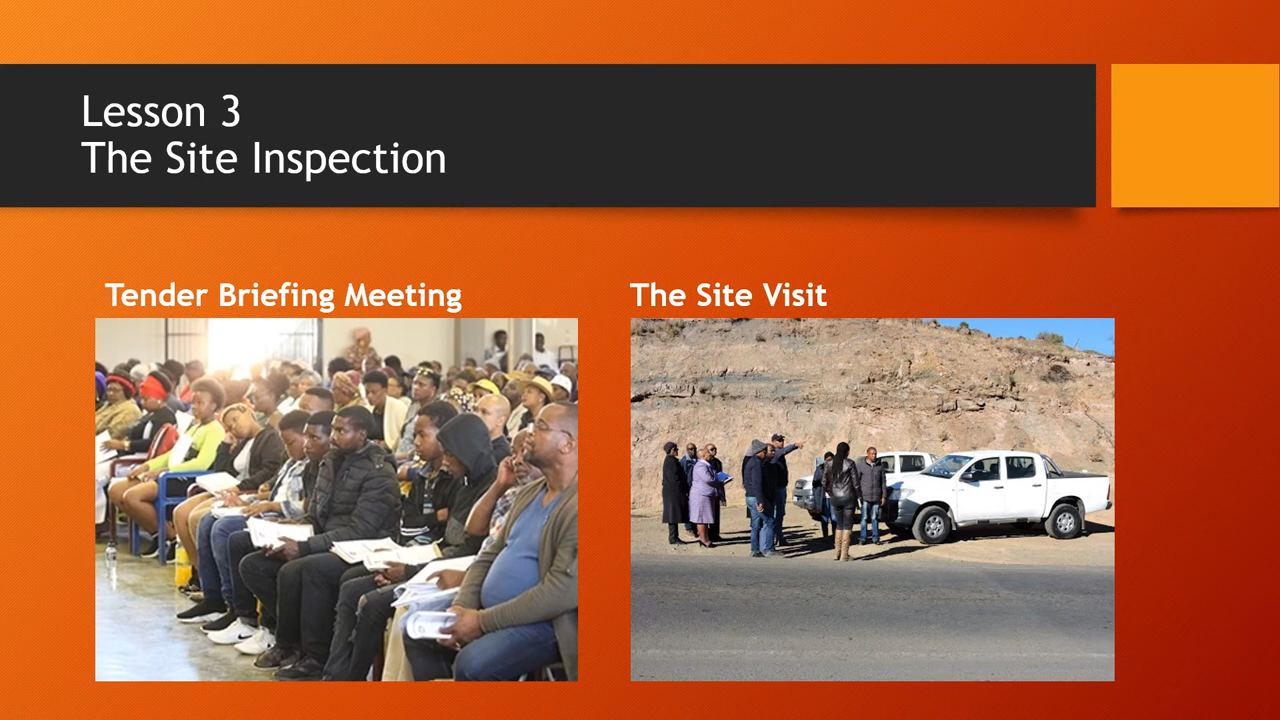 Lesson 3
The Site Inspection
Tender Briefing Meeting
The Site Visit